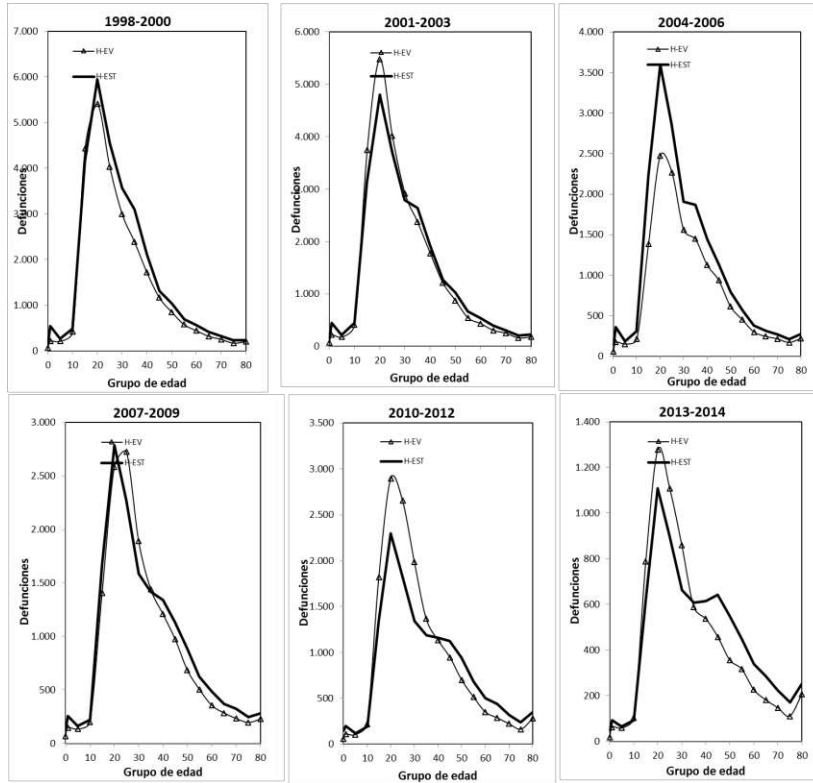 1998-2000
7.000
6.000
5.000
4.000
3.000
2.000
1.000
0
Defunciones
H-EV
H-EST
0 10 20 30 40 50 60 70 80
Grupo de edad
2001-2003
6.000
5.000
4.000
3.000
2.000
1.000
0
Defunciones
H-EV
H-EST
0 10 20 30 40 50 60 70 80
Grupo de edad
2004-2006
4.000
3.500
3.000
2.500
2.000
1.500
1.000
500
0
Defunciones
H-EV
H-EST
0 10 20 30 40 50 60 70 80
Grupo de edad
2007-2009
3.000
2.500
2.000
1.500
1.000
500
0
Defunciones
H-EV
H-EST
0 10 20 30 40 50 60 70 80
Grupo de edad
2010-2012
3.500
3.000
2.500
2.000
1.500
1.000
500
0
Defunciones
H-EV
H-EST
0 10 20 30 40 50 60 70 80
Grupo de edad
2013-2014
1.400
1.200
1.000
800
600
400
200
0
Defunciones
H-EV
H-EST
0 10 20 30 40 50 60 70 80
Grupo de edad